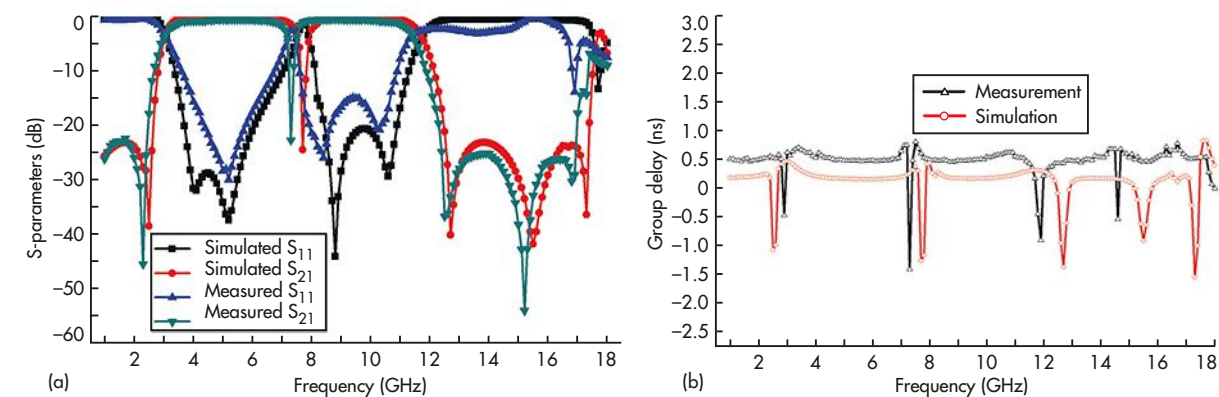 0
−10
−20
−30
−40
−50
−60
S-parameters (dB)
Simulated S11
Simulated S21
Measured S11
Measured S21
2 4 6 8 10 12 14 16 18
(a)
Frequency (GHz)
3.0
2.5
2.0
1.5
1.0
0.5
0
−0.5
−1.0
−1.5
−2.0
−2.5
Group delay (ns)
Measurement
Simulation
2 4 6 8 10 12 14 16 18
(b)
Frequency (GHz)